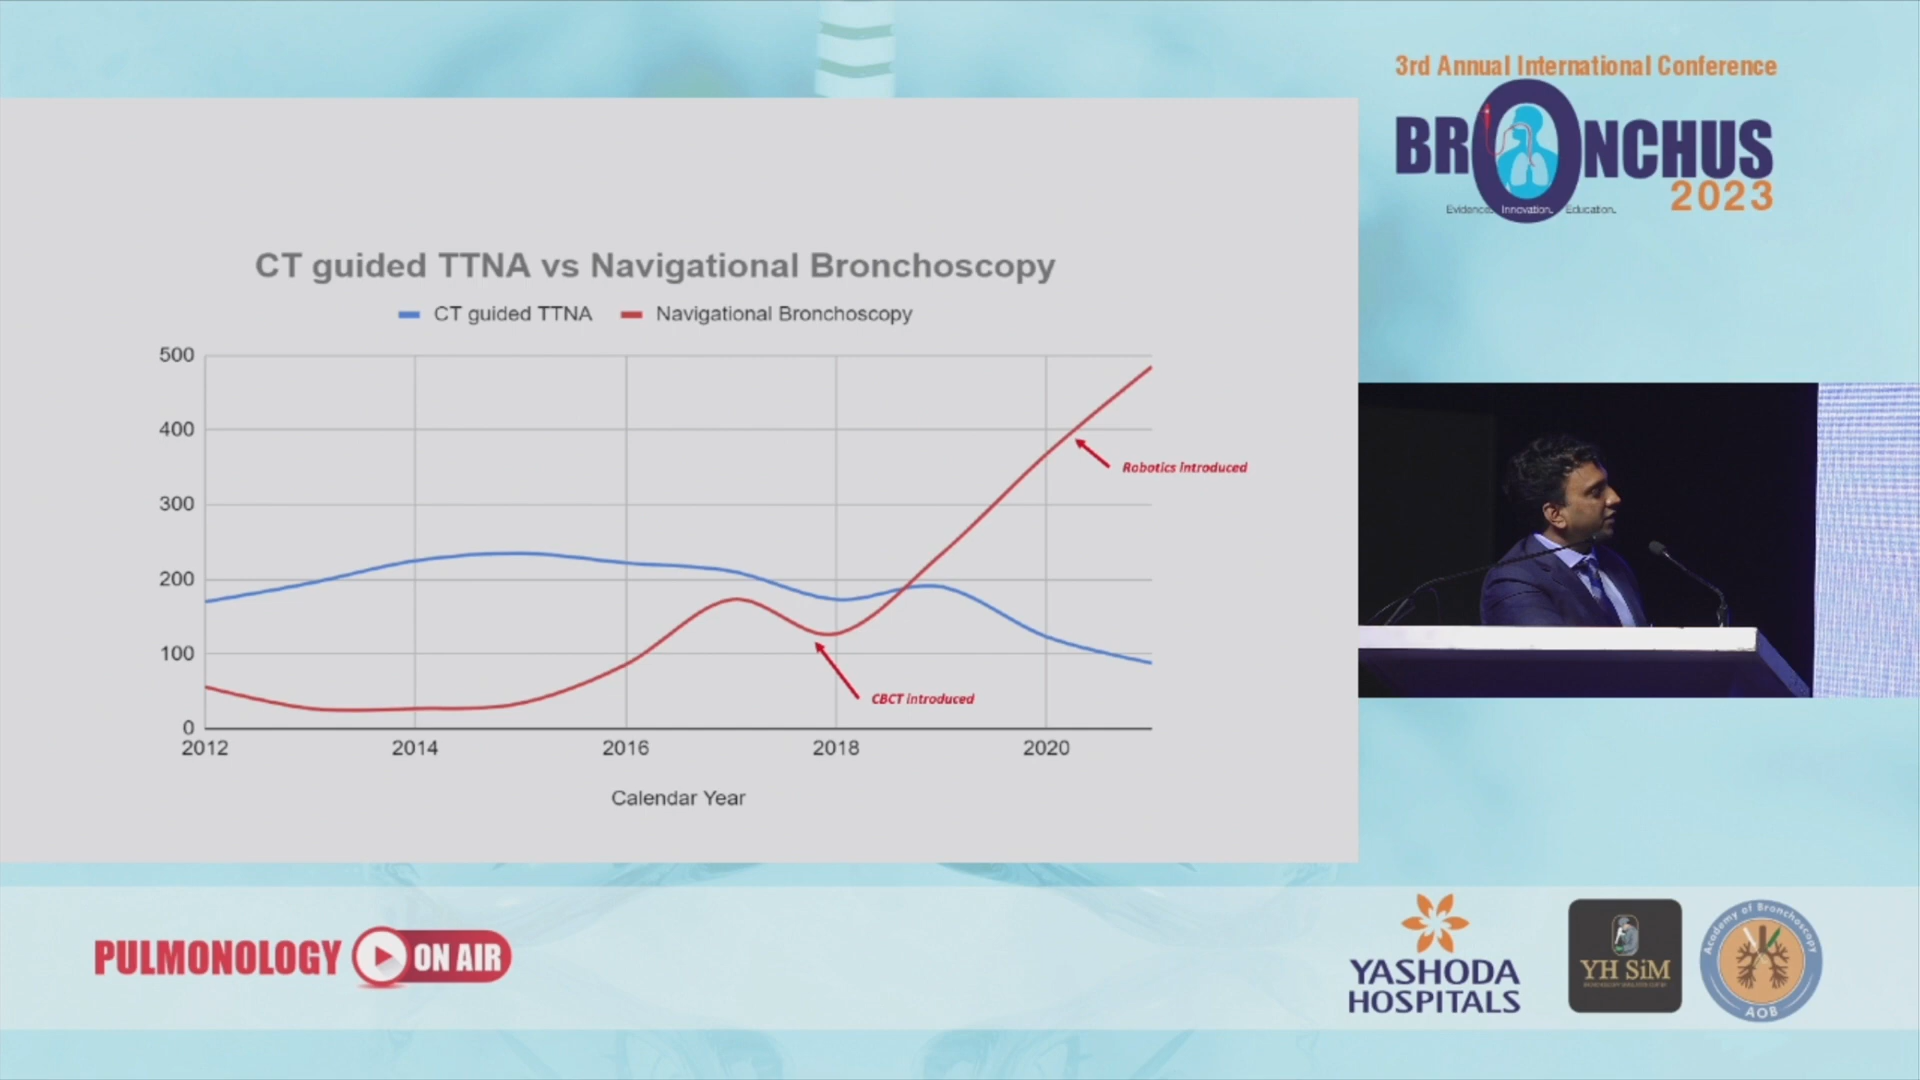 3rd Annual International Conference
BRONCHUS
2023
Evidence. Innovation. Education.
CT guided TTNA vs Navigational Bronchoscopy
CT guided TTNA
Navigational Bronchoscopy
500
400
300
200
100
0
Robotics introduced
CBCT introduced
2012
2014
2016
2018
2020
Calendar Year
PULMONOLOGY ON AIR
YASHODA
HOSPITALS
YH SiM
Academy of Bronchoscopy
AOB